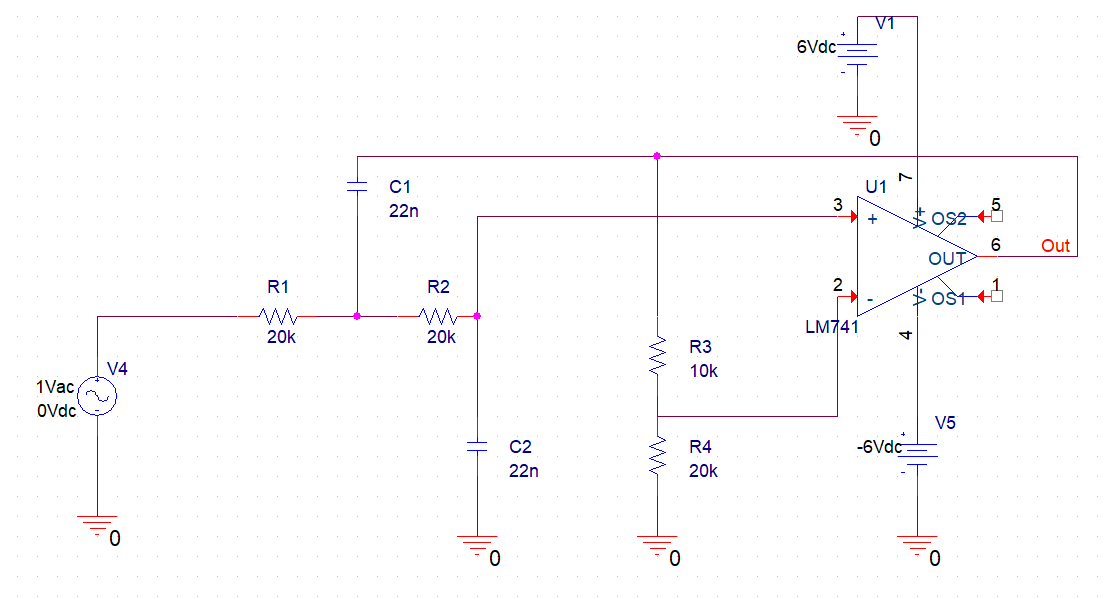 V1
6Vdc
+
-
0
C1
22n
U1
7
3
+
V+
OS2
5
6
Out
OUT
2
-
V-
OS1
1
LM741
4
R1
20k
R2
20k
V4
1Vac
0Vdc
+
-
0
R3
10k
R4
20k
0
C2
22n
0
V5
-6Vdc
+
-
0